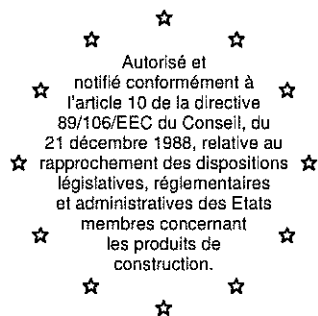 Autorisé et
notifié conformément à
l'article 10 de la directive
89/106/EEC du Conseil, du
21 décembre 1988, relative au
rapprochement des dispositions
législatives, réglementaires
et administratives des Etats
membres concernant
les produits de
construction.